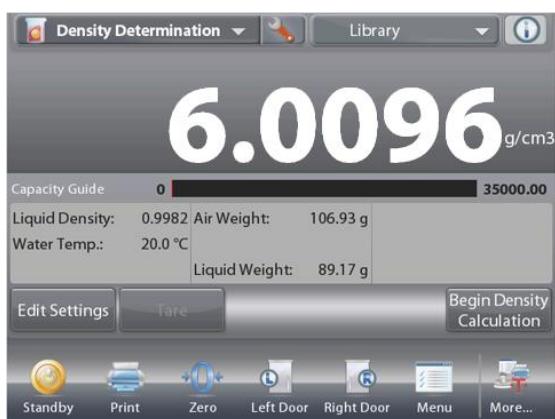 Density Determination Library
6.0096 g/cm3
Capacity Guide 0 35000.00
Liquid Density: 0.9982 Air Weight: 106.93 g
Water Temp.: 20.0 °C
Liquid Weight: 89.17 g
Edit Settings Tare Begin Density
Calculation
L R
Standby Print Zero Left Door Right Door Menu More...